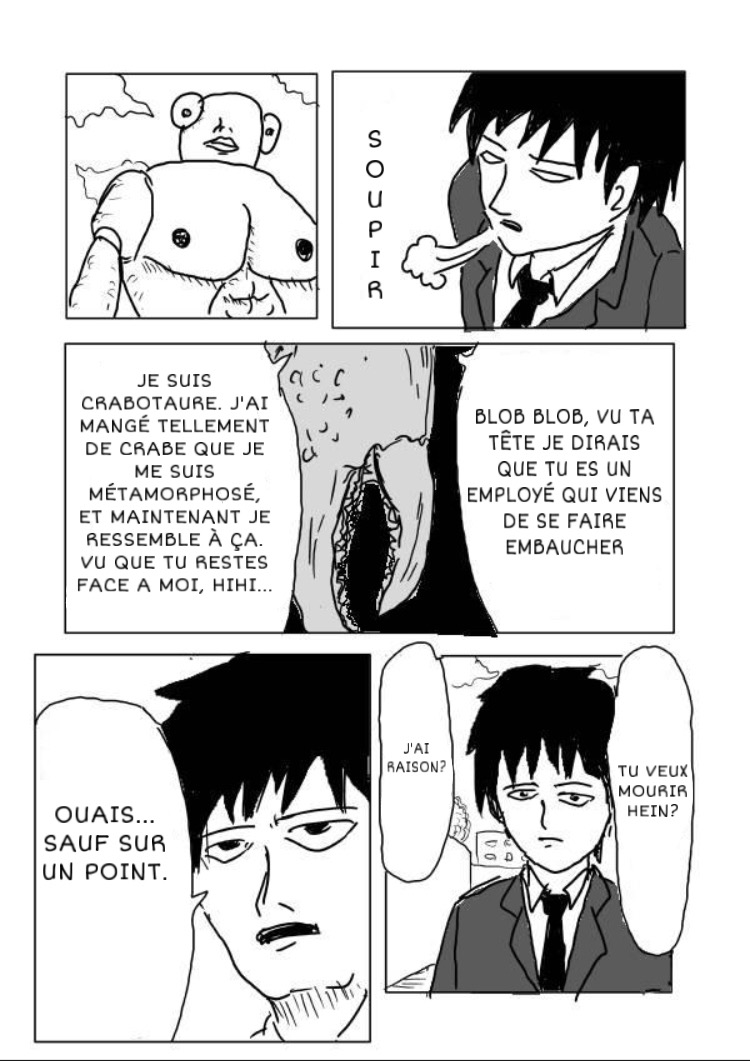 SOUPIR
BLOB BLOB, VU TA
TÊTE JE DIRAIS
QUE TU ES UN
EMPLOYÉ QUI VIENS
DE SE FAIRE
EMBAUCHER
JE SUIS
CRABOTAURE. J'AI
MANGÉ TELLEMENT
DE CRABE QUE JE
ME SUIS
MÉTAMORPHOSÉ,
ET MAINTENANT JE
RESSEMBLE À ÇA.
VU QUE TU RESTES
FACE A MOI, HIHI...
TU VEUX
MOURIR
HEIN?
J'AI
RAISON?
OUAIS...
SAUF SUR
UN POINT.